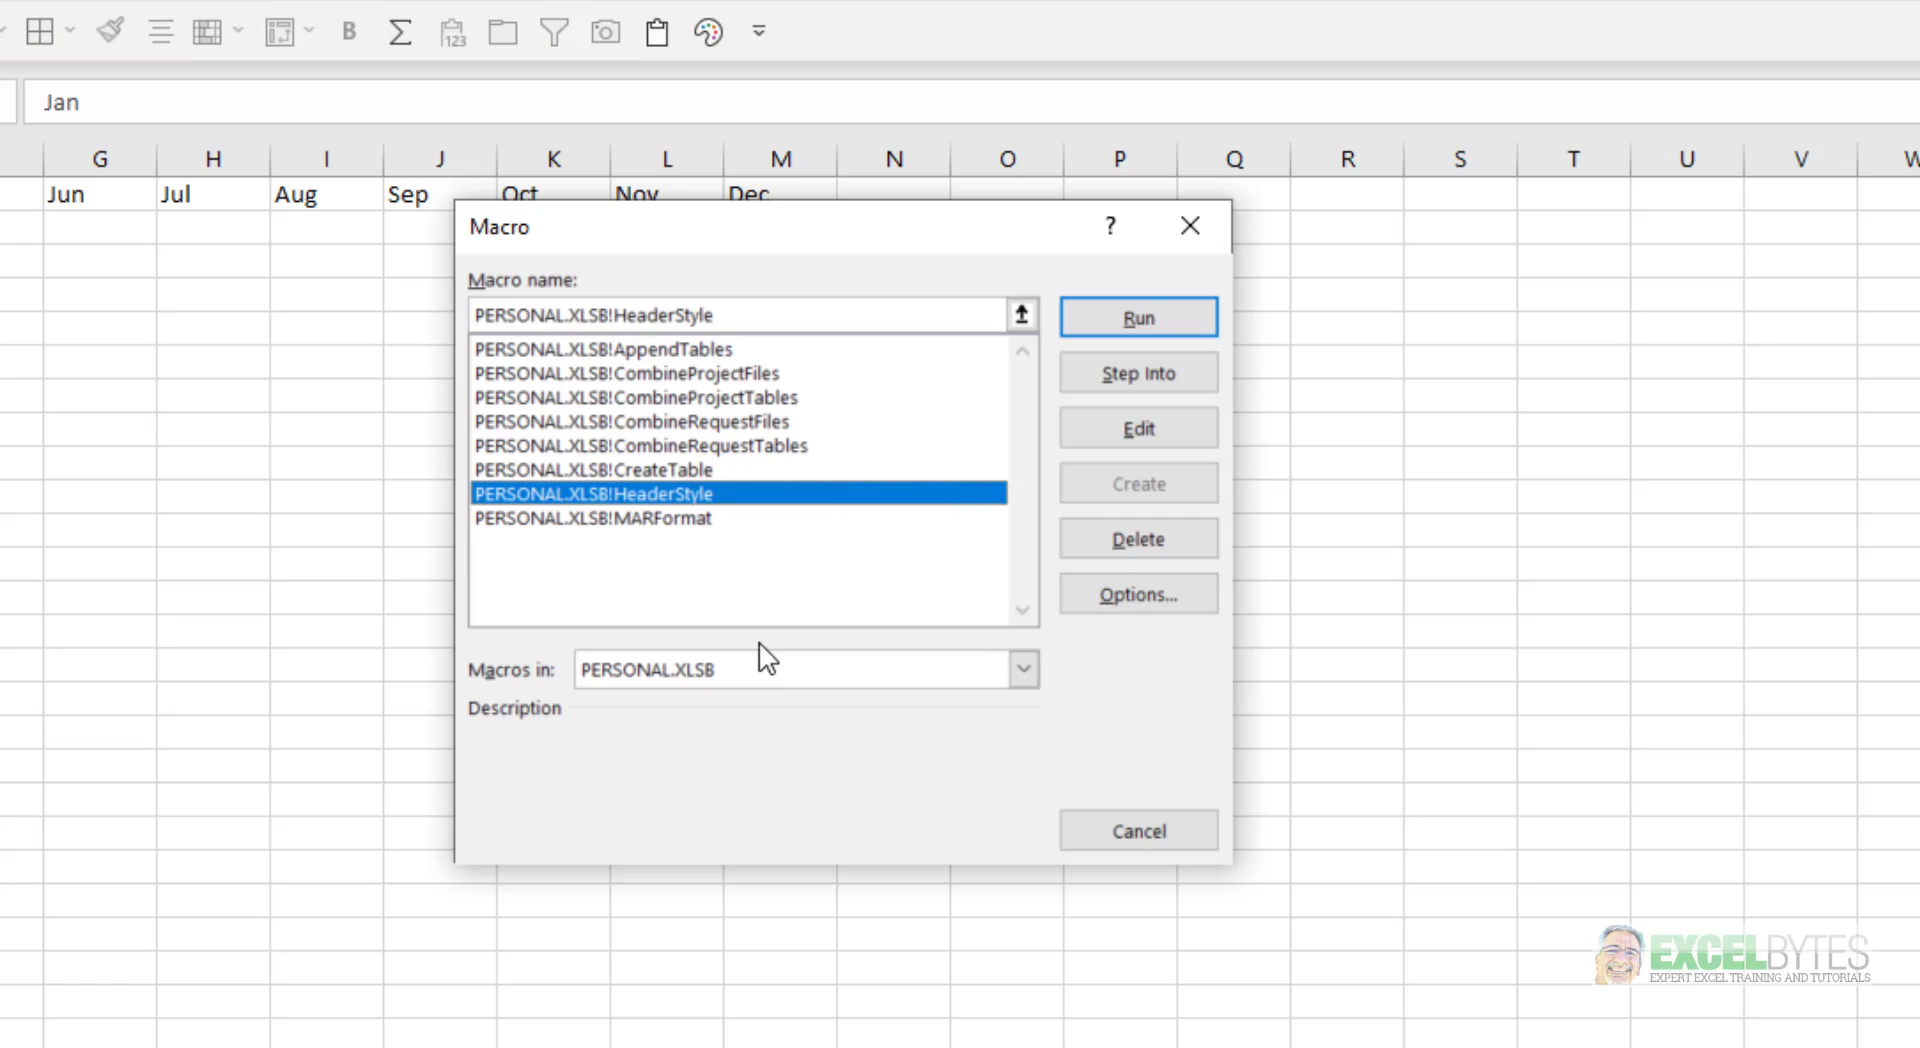 B Σ 123
Jan
G H I J K L M N O P Q R S T U V W
Jun Jul Aug Sep Oct Nov Dec
Macro ?
Macro name:
PERSONAL.XLSB!HeaderStyle
PERSONAL.XLSB!AppendTables
PERSONAL.XLSB!CombineProjectFiles
PERSONAL.XLSB!CombineProjectTables
PERSONAL.XLSB!CombineRequestFiles
PERSONAL.XLSB!CombineRequestTables
PERSONAL.XLSB!CreateTable
PERSONAL.XLSB!HeaderStyle
PERSONAL.XLSB!MARFormat
Run
Step Into
Edit
Create
Delete
Options...
Macros in: PERSONAL.XLSB
Description
Cancel
EXCELBYTES
EXPERT EXCEL TRAINING AND TUTORIALS